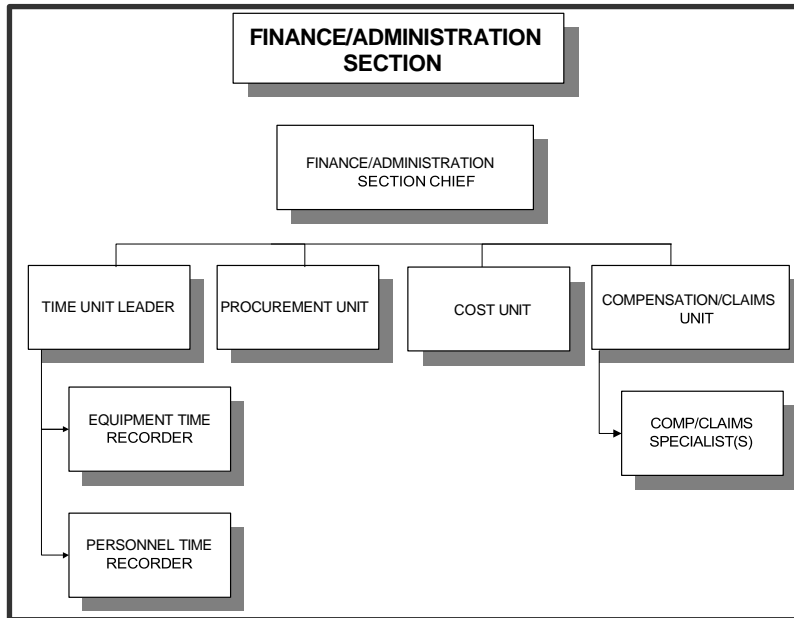 FINANCE/ADMINISTRATION
SECTION
FINANCE/ADMINISTRATION
SECTION CHIEF
TIME UNIT LEADER
PROCUREMENT UNIT
COST UNIT
COMPENSATION/CLAIMS
UNIT
EQUIPMENT TIME
RECORDER
COMP/CLAIMS
SPECIALIST(S)
PERSONNEL TIME
RECORDER